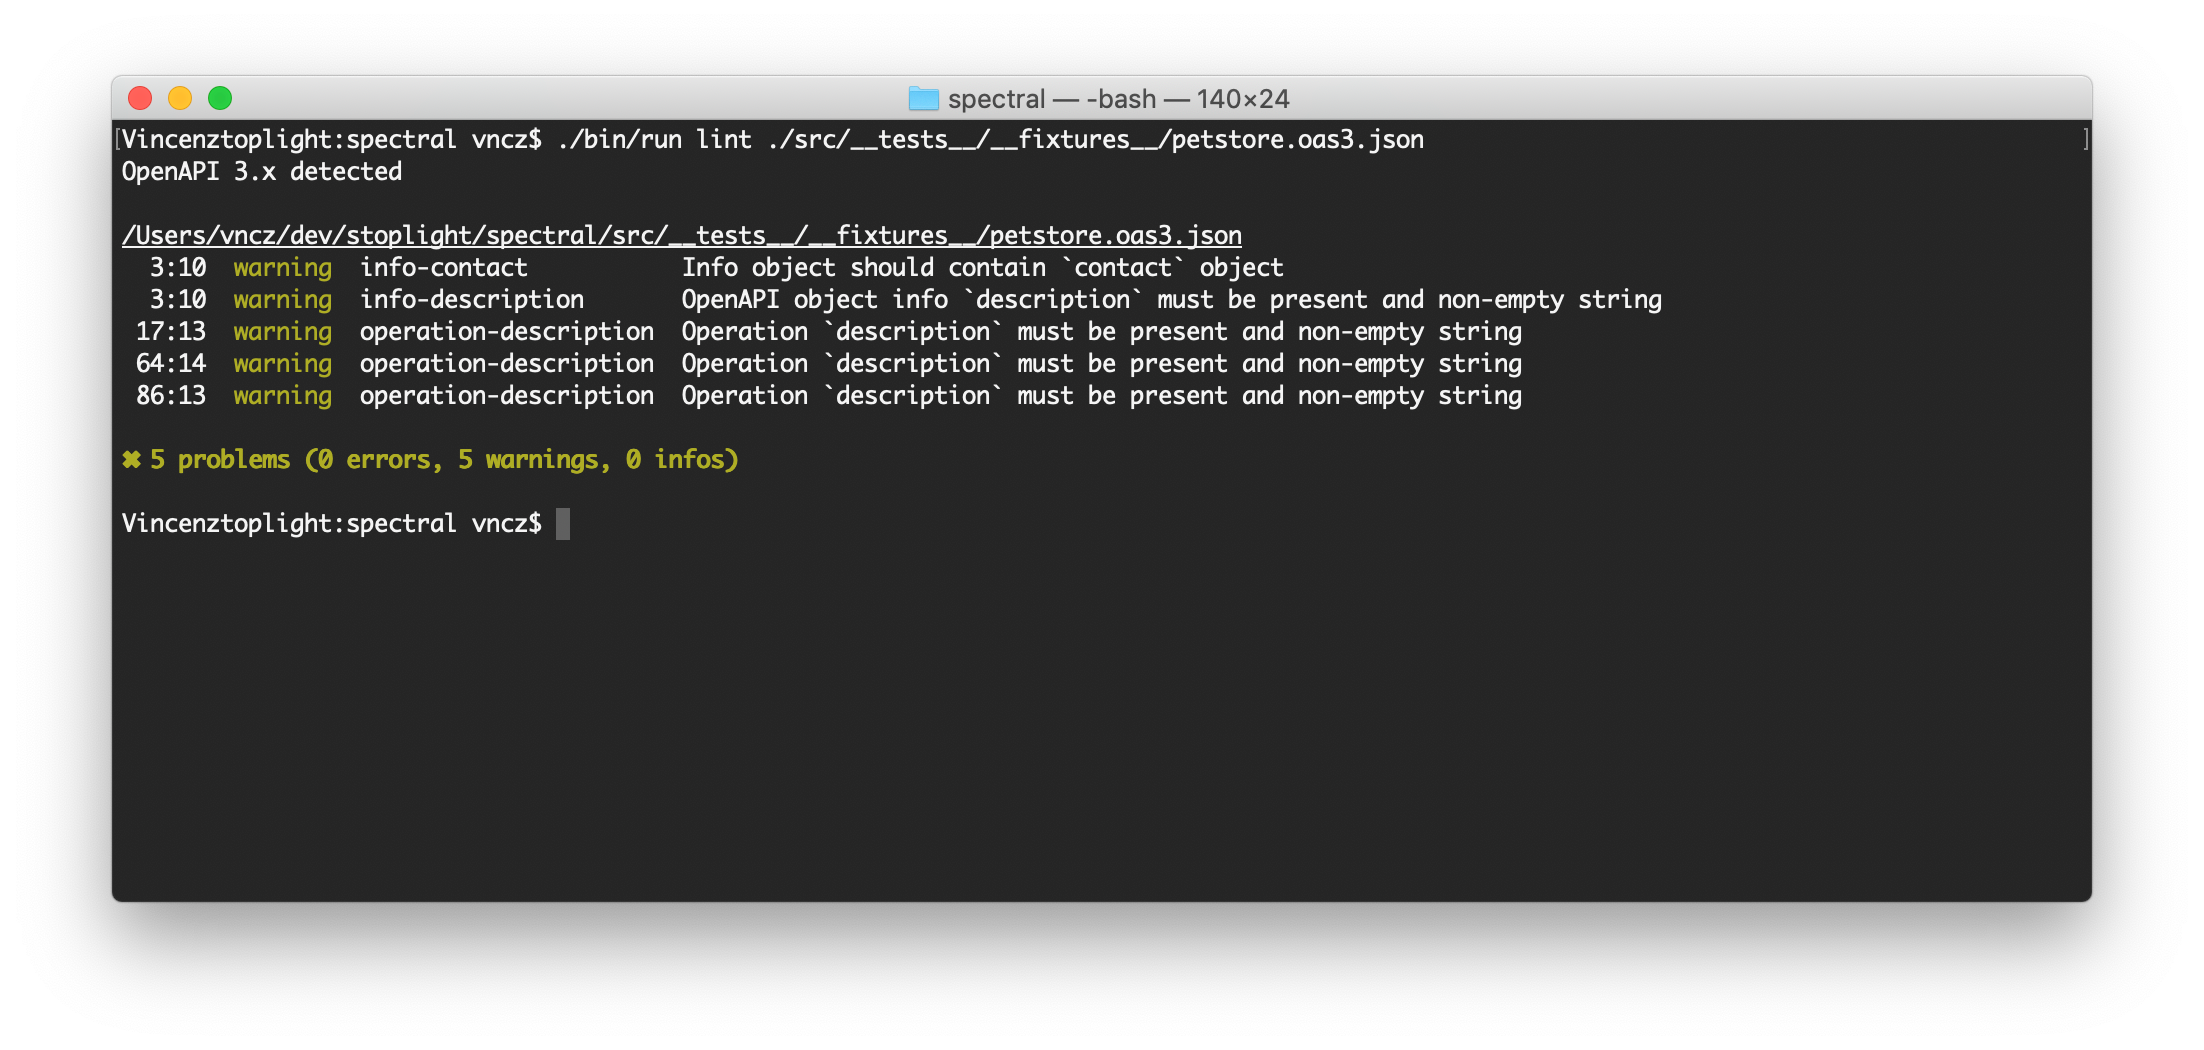 spectral — -bash — 140×24
[Vincenztoplight:spectral vncz$ ./bin/run lint ./src/__tests__/__fixtures__/petstore.oas3.json ]
OpenAPI 3.x detected
/Users/vncz/dev/stoplight/spectral/src/__tests__/__fixtures__/petstore.oas3.json
3:10 warning info-contact Info object should contain `contact` object
3:10 warning info-description OpenAPI object info `description` must be present and non-empty string
17:13 warning operation-description Operation `description` must be present and non-empty string
64:14 warning operation-description Operation `description` must be present and non-empty string
86:13 warning operation-description Operation `description` must be present and non-empty string
✖ 5 problems (0 errors, 5 warnings, 0 infos)
Vincenztoplight:spectral vncz$